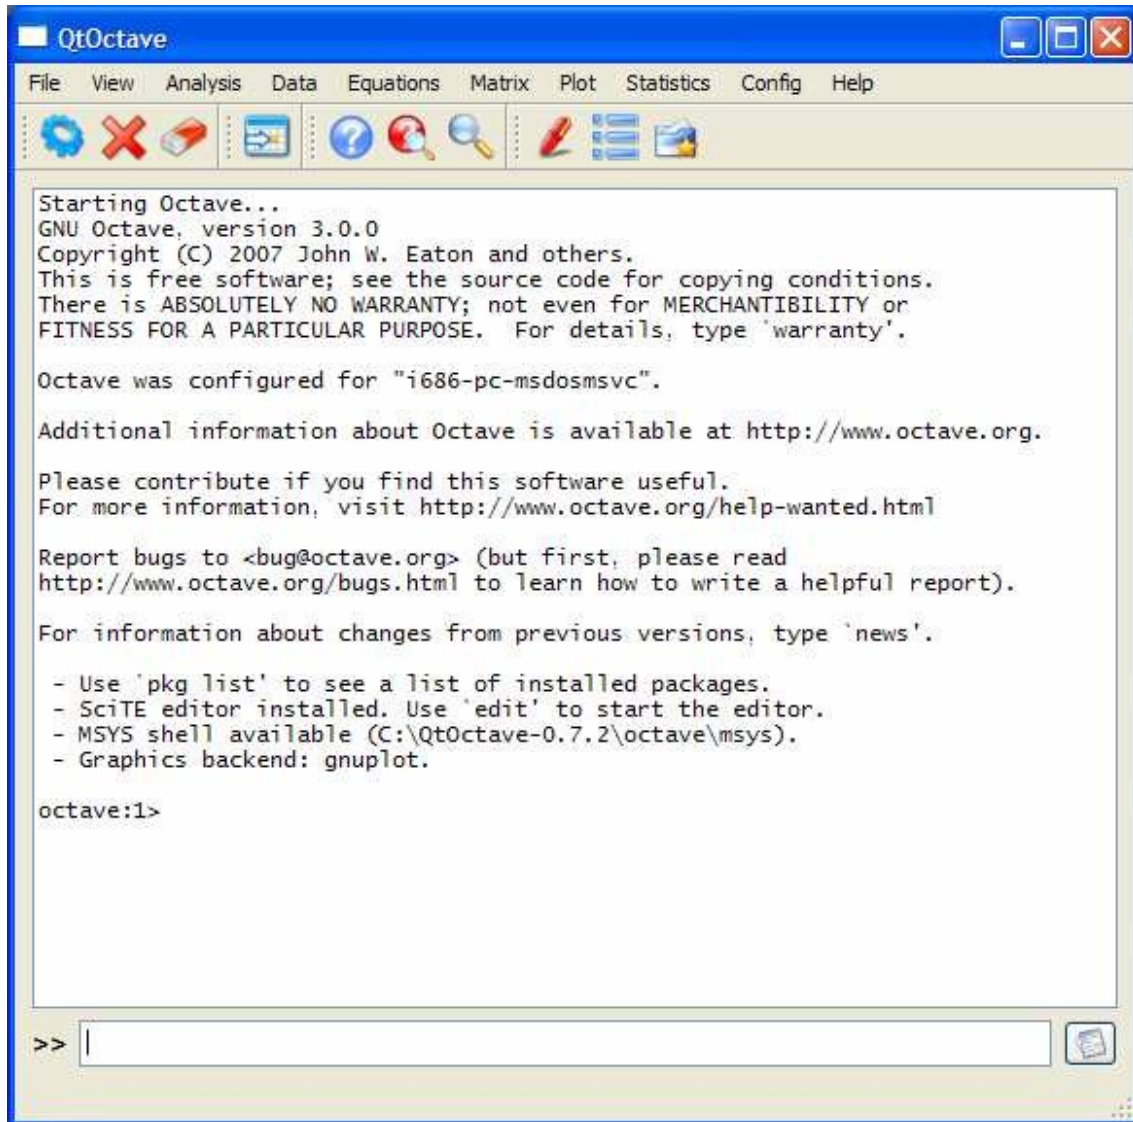 QtOctave
File View Analysis Data Equations Matrix Plot Statistics Config Help
Starting Octave...
GNU Octave, version 3.0.0
Copyright (C) 2007 John W. Eaton and others.
This is free software; see the source code for copying conditions.
There is ABSOLUTELY NO WARRANTY; not even for MERCHANTIBILITY or
FITNESS FOR A PARTICULAR PURPOSE.  For details, type `warranty'.
Octave was configured for "i686-pc-msdosmsvc".
Additional information about Octave is available at http://www.octave.org.
Please contribute if you find this software useful.
For more information, visit http://www.octave.org/help-wanted.html
Report bugs to <bug@octave.org> (but first, please read
http://www.octave.org/bugs.html to learn how to write a helpful report).
For information about changes from previous versions, type `news'.
- Use `pkg list' to see a list of installed packages.
- SciTE editor installed. Use `edit' to start the editor.
- MSYS shell available (C:\QtOctave-0.7.2\octave\msys).
- Graphics backend: gnuplot.
octave:1>
>>